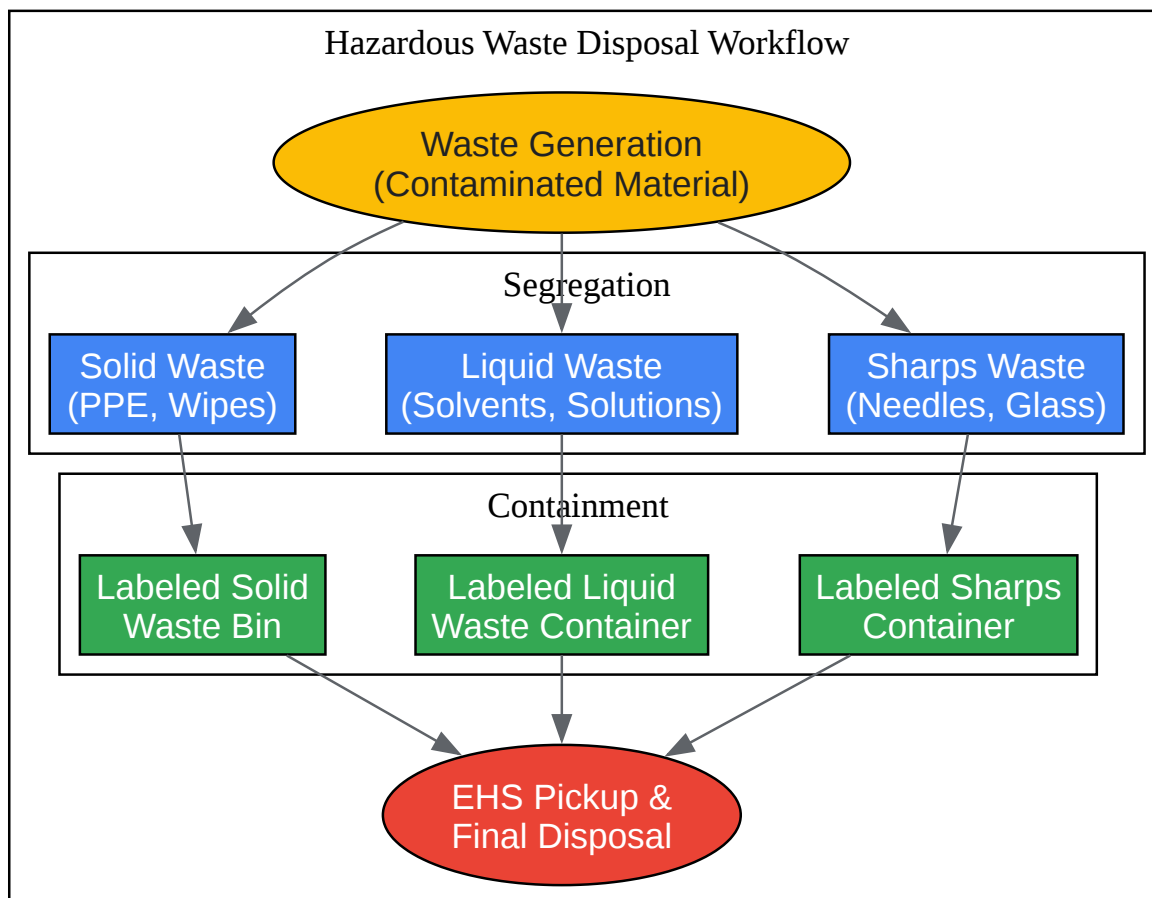 Hazardous Waste Disposal Workflow
Waste Generation
(Contaminated Material)
Segregation
Solid Waste
(PPE, Wipes)
Liquid Waste
(Solvents, Solutions)
Sharps Waste
(Needles, Glass)
Containment
Labeled Solid
Waste Bin
Labeled Liquid
Waste Container
Labeled Sharps
Container
EHS Pickup &
Final Disposal